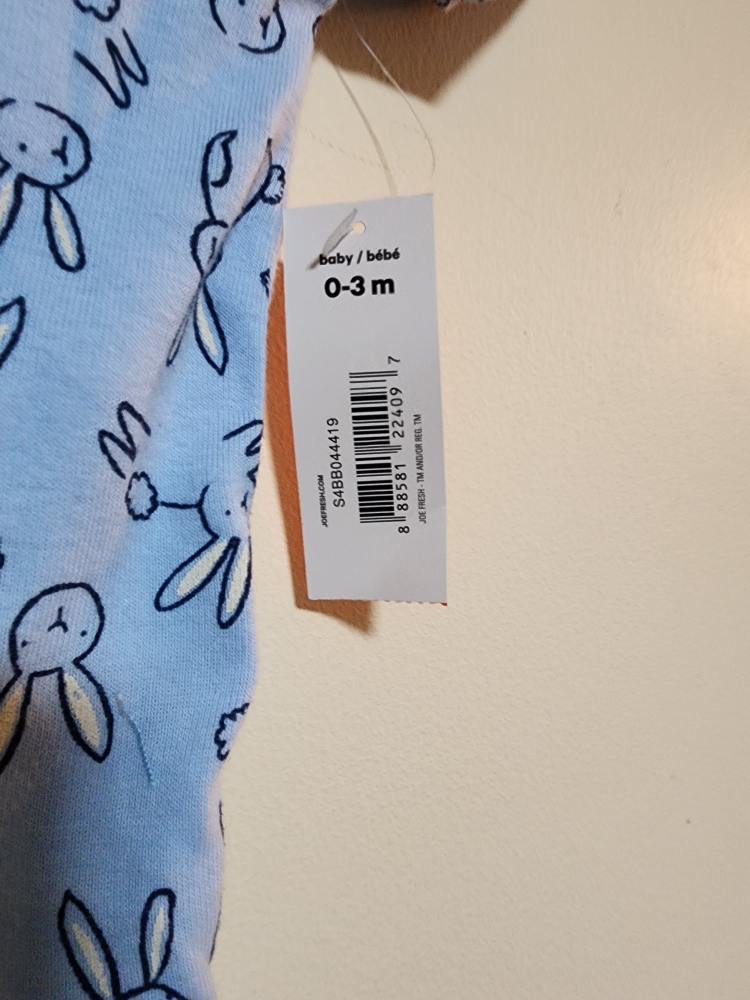 baby / bébé
0-3 m
JOEFRESH.COM
S4BB044419
8 88581 22409 7
JOE FRESH - TM AND/OR REG. TM